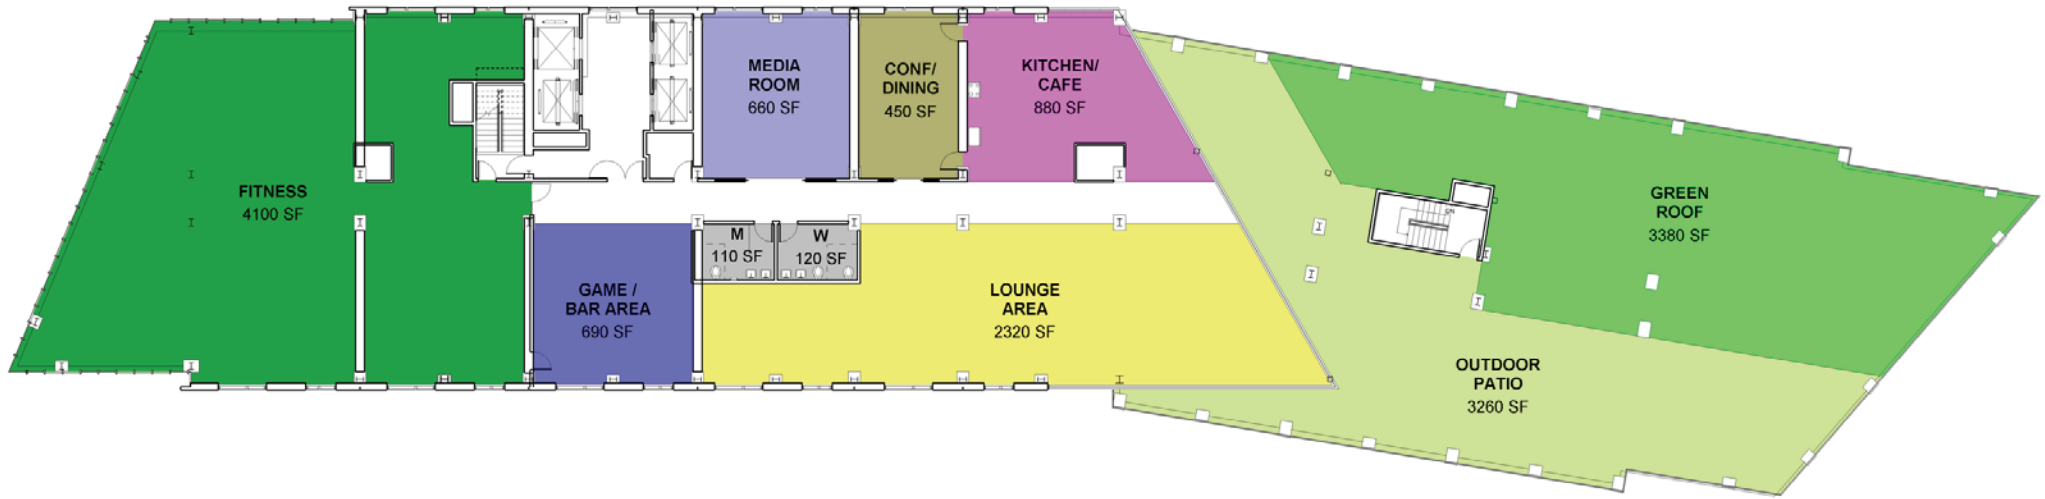 FITNESS
4100 SF
MEDIA
ROOM
660 SF
CONF/
DINING
450 SF
KITCHEN/
CAFE
880 SF
GAME /
BAR AREA
690 SF
M
110 SF
W
120 SF
LOUNGE
AREA
2320 SF
GREEN
ROOF
3380 SF
DN
OUTDOOR
PATIO
3260 SF